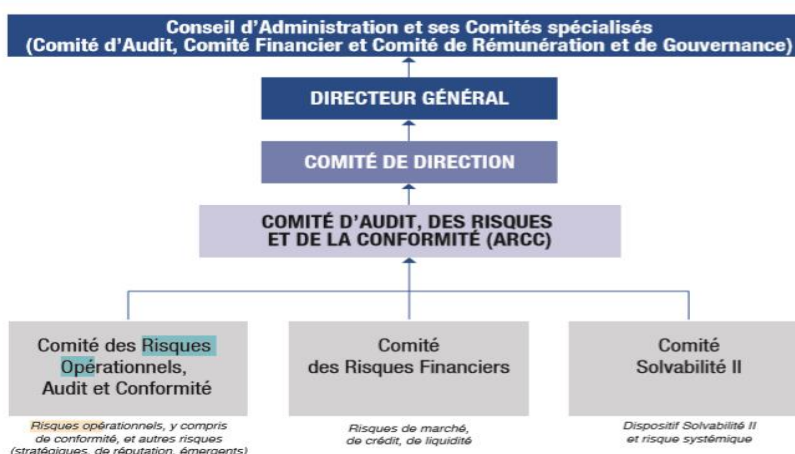 Conseil d'Administration et ses Comités spécialisés
(Comité d'Audit, Comité Financier et Comité de Rémunération et de Gouvernance)
DIRECTEUR GÉNÉRAL
COMITÉ DE DIRECTION
COMITÉ D'AUDIT, DES RISQUES
ET DE LA CONFORMITÉ (ARCC)
Comité des Risques
Opérationnels,
Audit et Conformité
Risques opérationnels, y compris
de conformité, et autres risques
(stratégiques, de réputation, émergents)
Comité
des Risques Financiers
Risques de marché,
de crédit, de liquidité
Comité
Solvabilité II
Dispositif Solvabilité II
et risque systémique